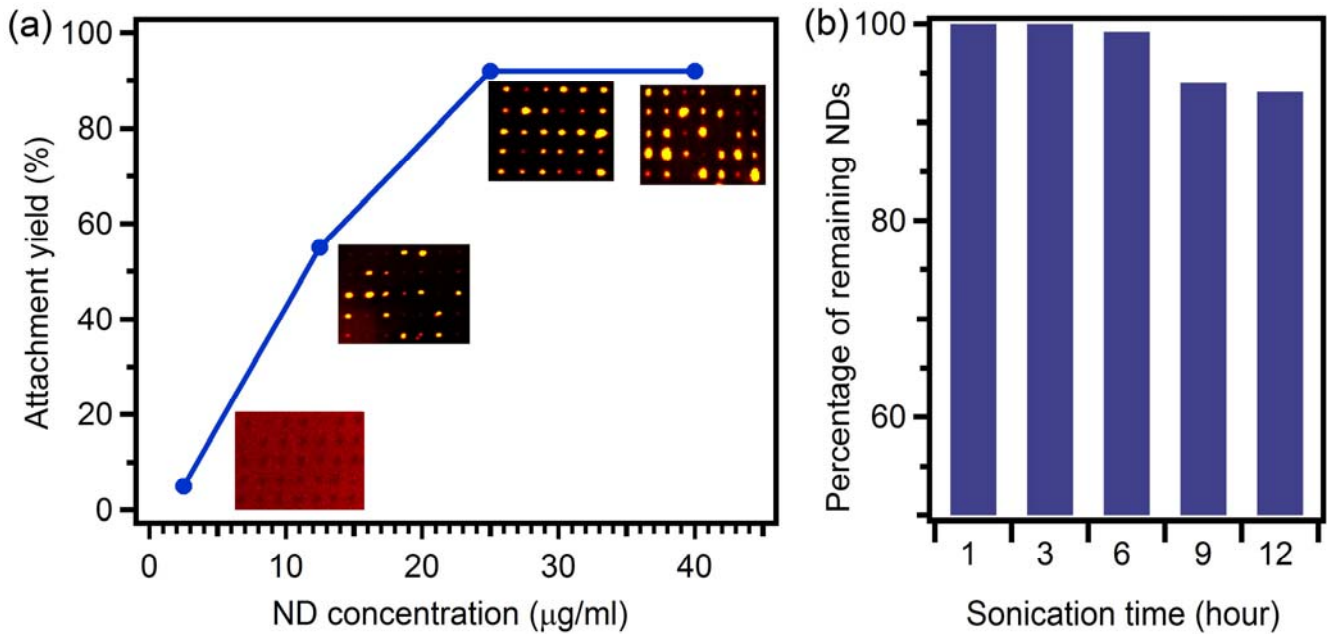 (a)
Attachment yield (%)
100
80
60
40
20
0
0 10 20 30 40
ND concentration (μg/ml)
(b)
Percentage of remaining NDs
100
80
60
1 3 6 9 12
Sonication time (hour)